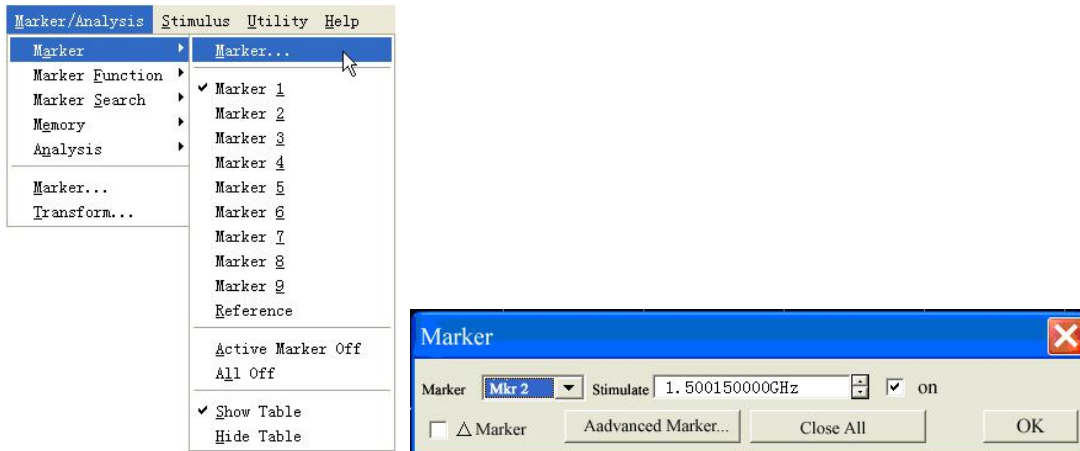 Marker/Analysis Stimulus Utility Help
Marker
Marker Function
Marker Search
Memory
Analysis
Marker...
Transform...
Marker...
Marker 1
Marker 2
Marker 3
Marker 4
Marker 5
Marker 6
Marker 7
Marker 8
Marker 9
Reference
Active Marker Off
All Off
Show Table
Hide Table
Marker
Marker Mkr 2 Stimulate 1.500150000GHz on
△ Marker Aadvanced Marker... Close All OK